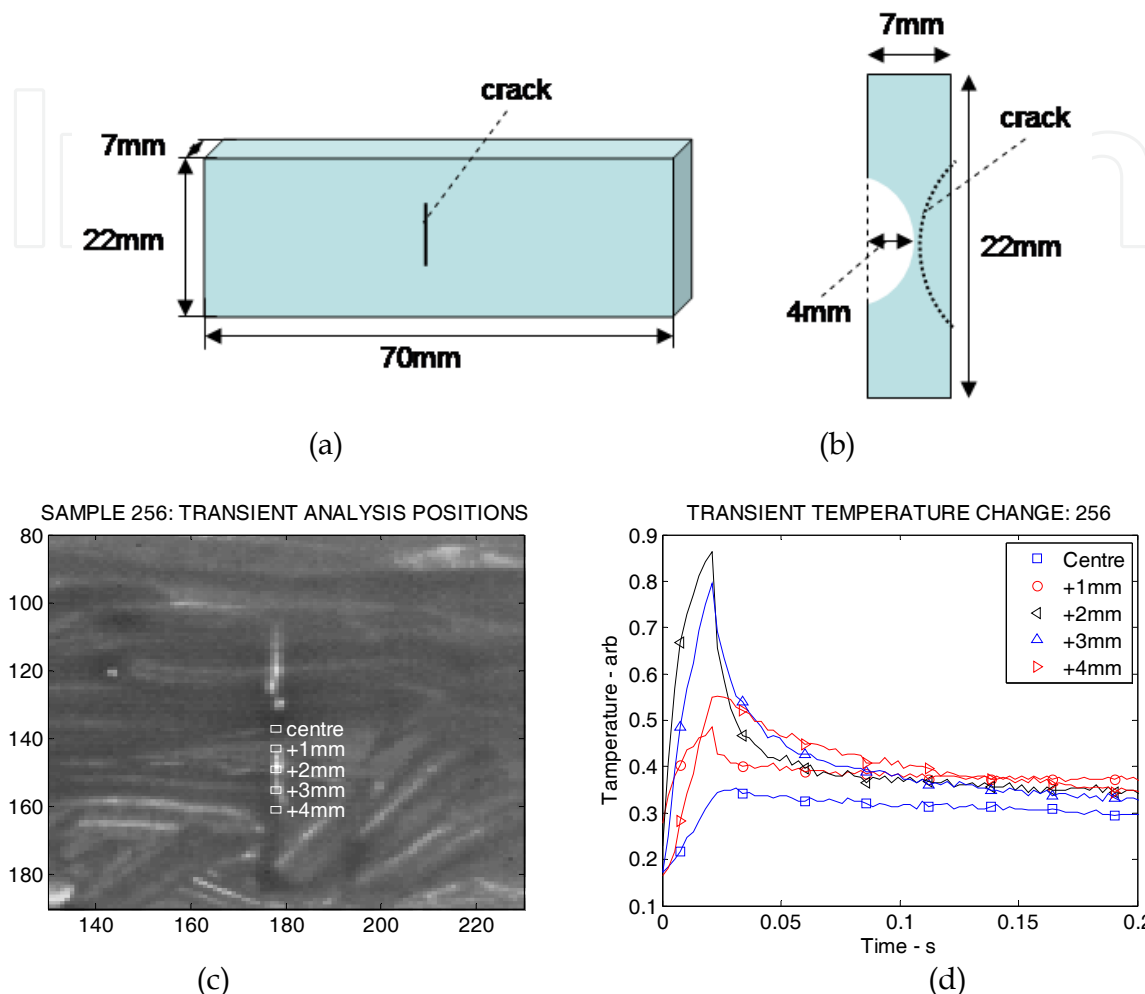 crack
7mm
22mm
70mm
(a)
7mm
crack
22mm
4mm
(b)
SAMPLE 256: TRANSIENT ANALYSIS POSITIONS
80
100
120
140
160
180
140 160 180 200 220
centre
+1mm
+2mm
+3mm
+4mm
(c)
TRANSIENT TEMPERATURE CHANGE: 256
0.9
0.8
0.7
0.6
0.5
0.4
0.3
0.2
0.1
Tamperature - arb
Centre
+1mm
+2mm
+3mm
+4mm
0 0.05 0.1 0.15 0.2
Time - s
(d)